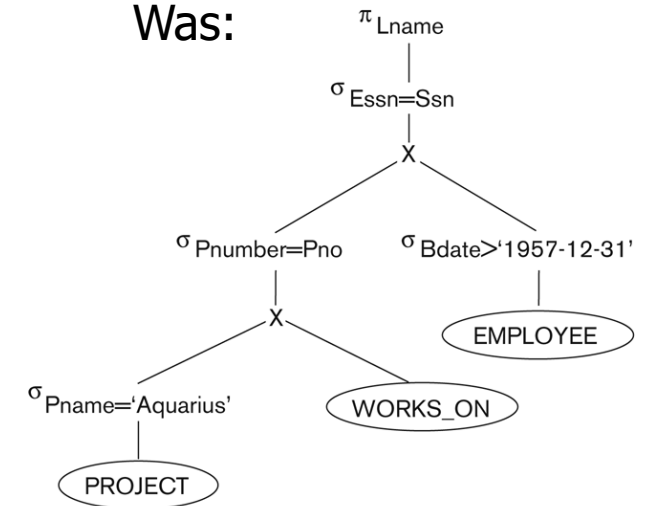 Was:
π Lname
σ Essn=Ssn
X
σ Pnumber=Pno
σ Bdate>‘1957-12-31’
X
EMPLOYEE
σ Pname=‘Aquarius’
WORKS_ON
PROJECT